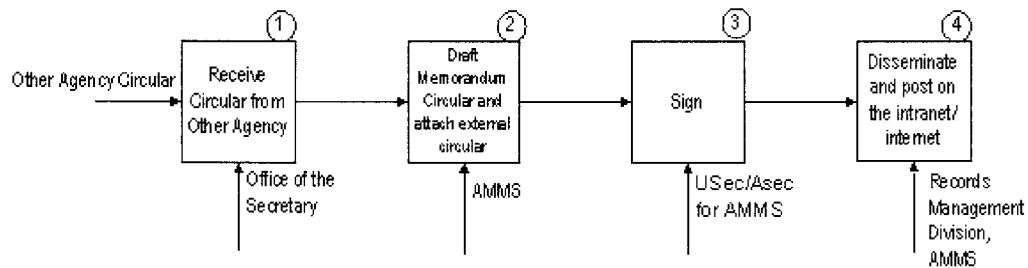 1
2
3
4
Other Agency Circular
Receive
Circular from
Other Agency
Draft
Memorandum
Circular and
attach external
circular
Sign
Disseminate
and post on
the intranet/
internet
Office of the
Secretary
AMMS
USec/Asec
for AMMS
Records
Management
Division,
AMMS